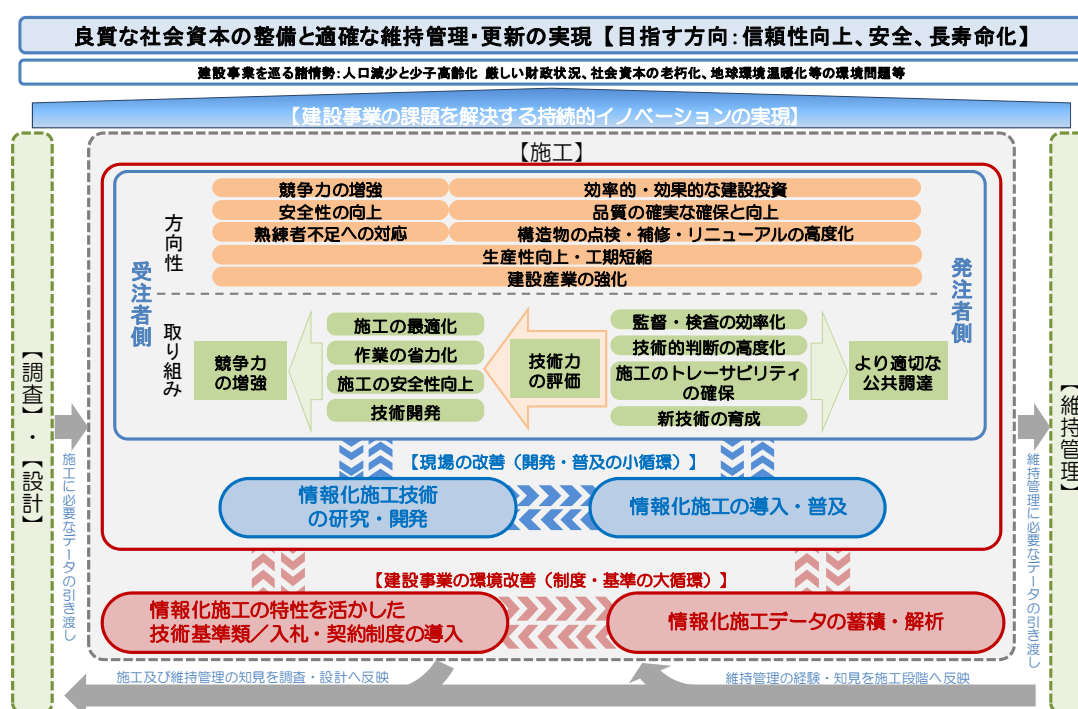 良質な社会資本の整備と適確な維持管理・更新の実現【目指す方向：信頼性向上、安全、長寿命化】
建設事業を巡る諸情勢：人口減少と少子高齢化 厳しい財政状況、社会資本の老朽化、地球環境温暖化等の環境問題等
【建設事業の課題を解決する持続的イノベーションの実現】
【調査】・【設計】
施工に必要なデータの引き渡し
【施工】
受注者側
方向性
競争力の増強
効率的・効果的な建設投資
安全性の向上
品質の確実な確保と向上
熟練者不足への対応
構造物の点検・補修・リニューアルの高度化
生産性向上・工期短縮
建設産業の強化
発注者側
取り組み
競争力
の増強
施工の最適化
作業の省力化
施工の安全性向上
技術開発
技術力
の評価
監督・検査の効率化
技術的判断の高度化
施工のトレーサビリティ
の確保
新技術の育成
より適切な
公共調達
【現場の改善（開発・普及の小循環）】
情報化施工技術
の研究・開発
情報化施工の導入・普及
【建設事業の環境改善（制度・基準の大循環）】
情報化施工の特性を活かした
技術基準類／入札・契約制度の導入
情報化施工データの蓄積・解析
維持管理に必要なデータの引き渡し
【維持管理】
施工及び維持管理の知見を調査・設計へ反映
維持管理の経験・知見を施工段階へ反映